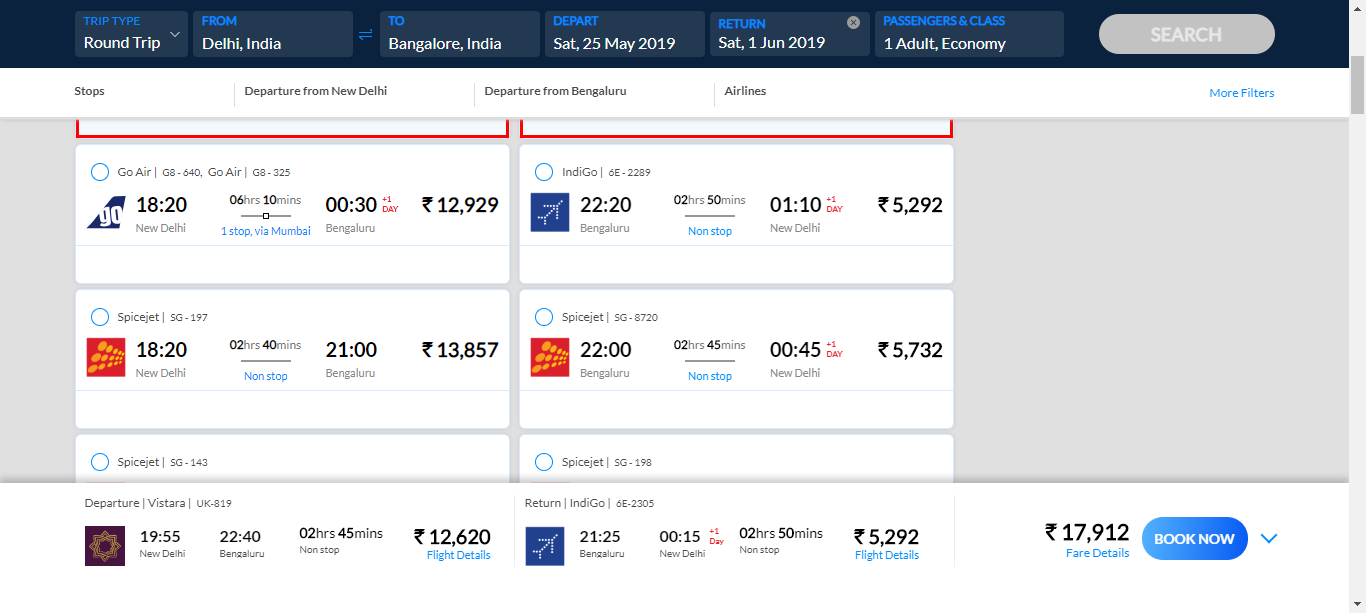 TRIP TYPE
Round Trip
FROM
Delhi, India
TO
Bangalore, India
DEPART
Sat, 25 May 2019
RETURN
Sat, 1 Jun 2019
PASSENGERS & CLASS
1 Adult, Economy
SEARCH
Stops
Departure from New Delhi
Departure from Bengaluru
Airlines
More Filters
Go Air | G8 - 640, Go Air | G8 - 325
go
18:20
New Delhi
06hrs 10mins
1 stop, via Mumbai
00:30 +1 DAY
Bengaluru
₹ 12,929
IndiGo | 6E - 2289
22:20
Bengaluru
02hrs 50mins
Non stop
01:10 +1 DAY
New Delhi
₹ 5,292
Spicejet | SG - 197
18:20
New Delhi
02hrs 40mins
Non stop
21:00
Bengaluru
₹ 13,857
Spicejet | SG - 8720
22:00
Bengaluru
02hrs 45mins
Non stop
00:45 +1 DAY
New Delhi
₹ 5,732
Spicejet | SG - 143
Spicejet | SG - 198
Departure | Vistara | UK-819
19:55
New Delhi
22:40
Bengaluru
02hrs 45mins
Non stop
₹ 12,620
Flight Details
Return | IndiGo | 6E-2305
21:25
Bengaluru
00:15 +1 Day
New Delhi
02hrs 50mins
Non stop
₹ 5,292
Flight Details
₹ 17,912
Fare Details
BOOK NOW